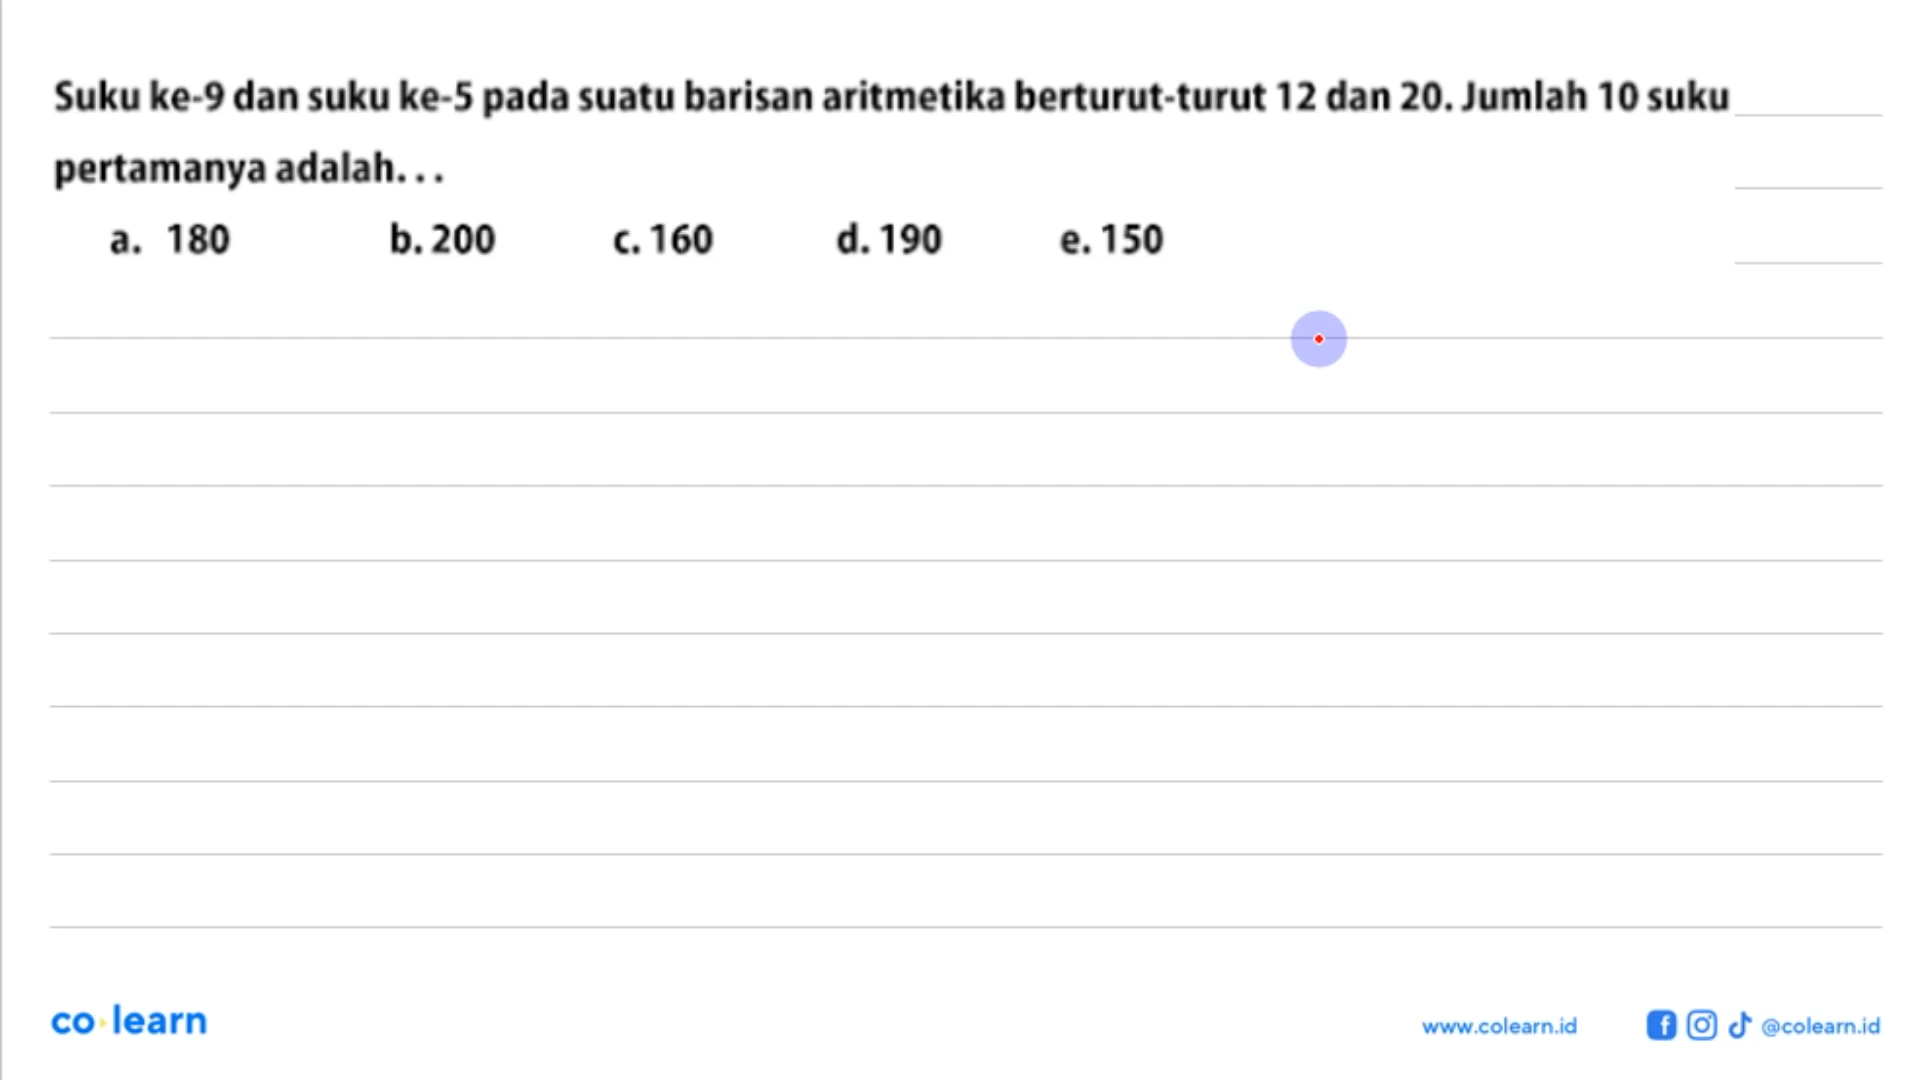 Suku ke-9 dan suku ke-5 pada suatu barisan aritmetika berturut-turut 12 dan 20. Jumlah 10 suku
pertamanya adalah. . .
a. 180 b. 200 c. 160 d. 190 e. 150
co learn www.colearn.id @colearn.id